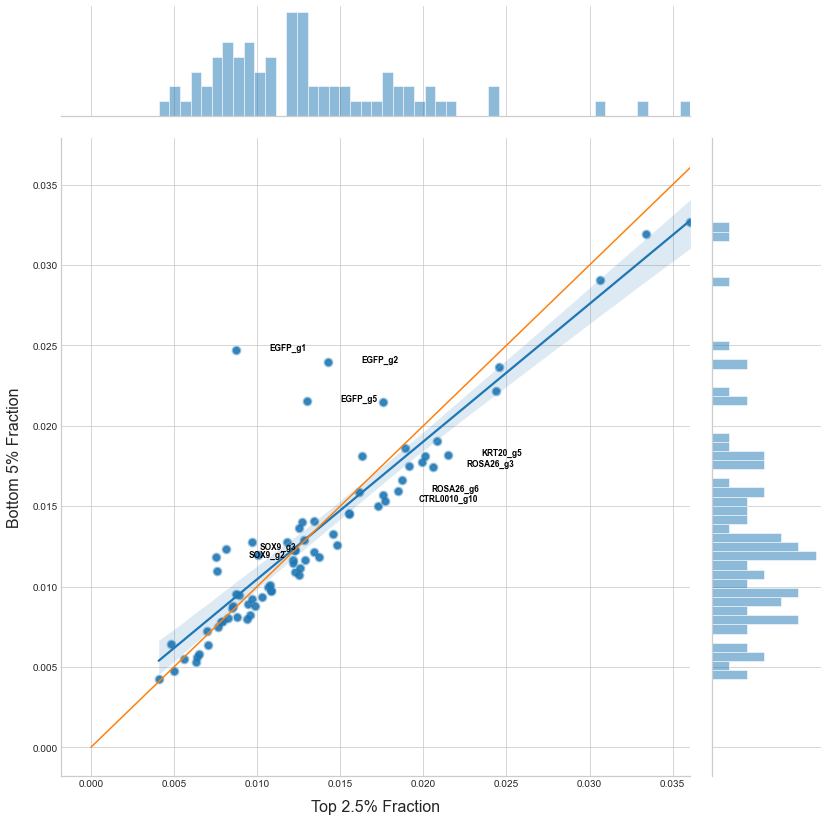 0.035
0.030
0.025
0.020
0.015
0.010
0.005
0.000
Bottom 5% Fraction
EGFP_g1
EGFP_g2
EGFP_g5
KRT20_g5
ROSA26_g3
ROSA26_g6
CTRL0010_g10
SOX9_g3
SOX9_g2
0.000 0.005 0.010 0.015 0.020 0.025 0.030 0.035
Top 2.5% Fraction